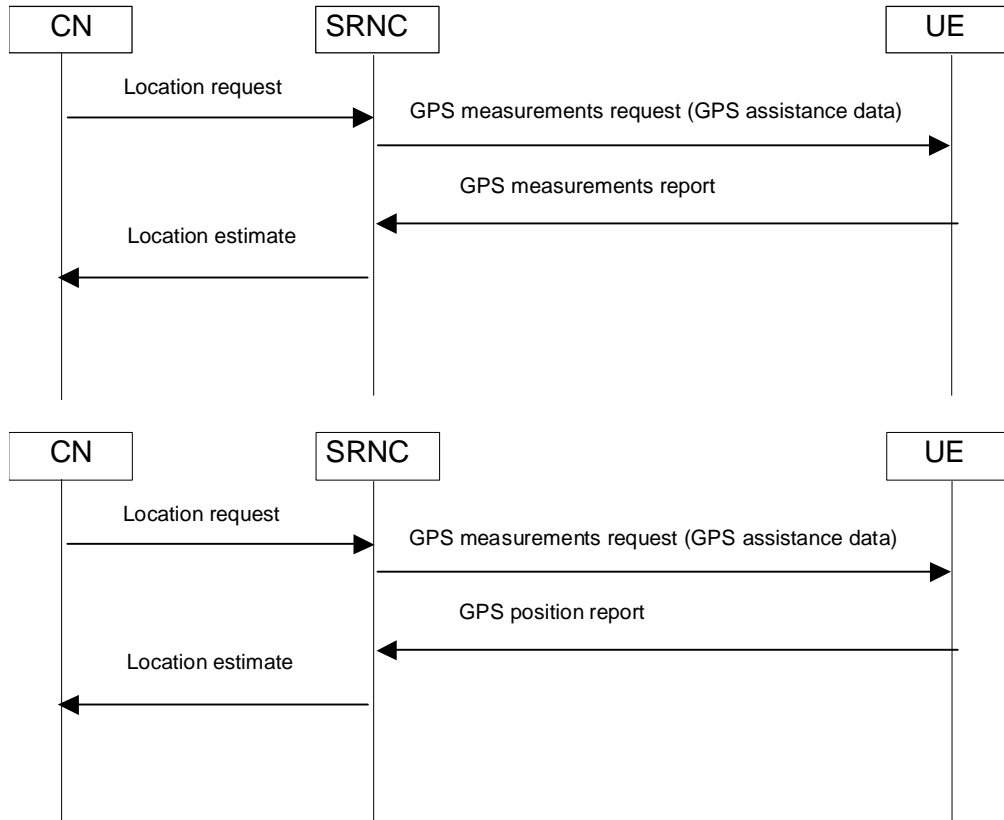 CN
SRNC
UE
Location request
GPS measurements request (GPS assistance data)
GPS measurements report
Location estimate
CN
SRNC
UE
Location request
GPS measurements request (GPS assistance data)
GPS position report
Location estimate